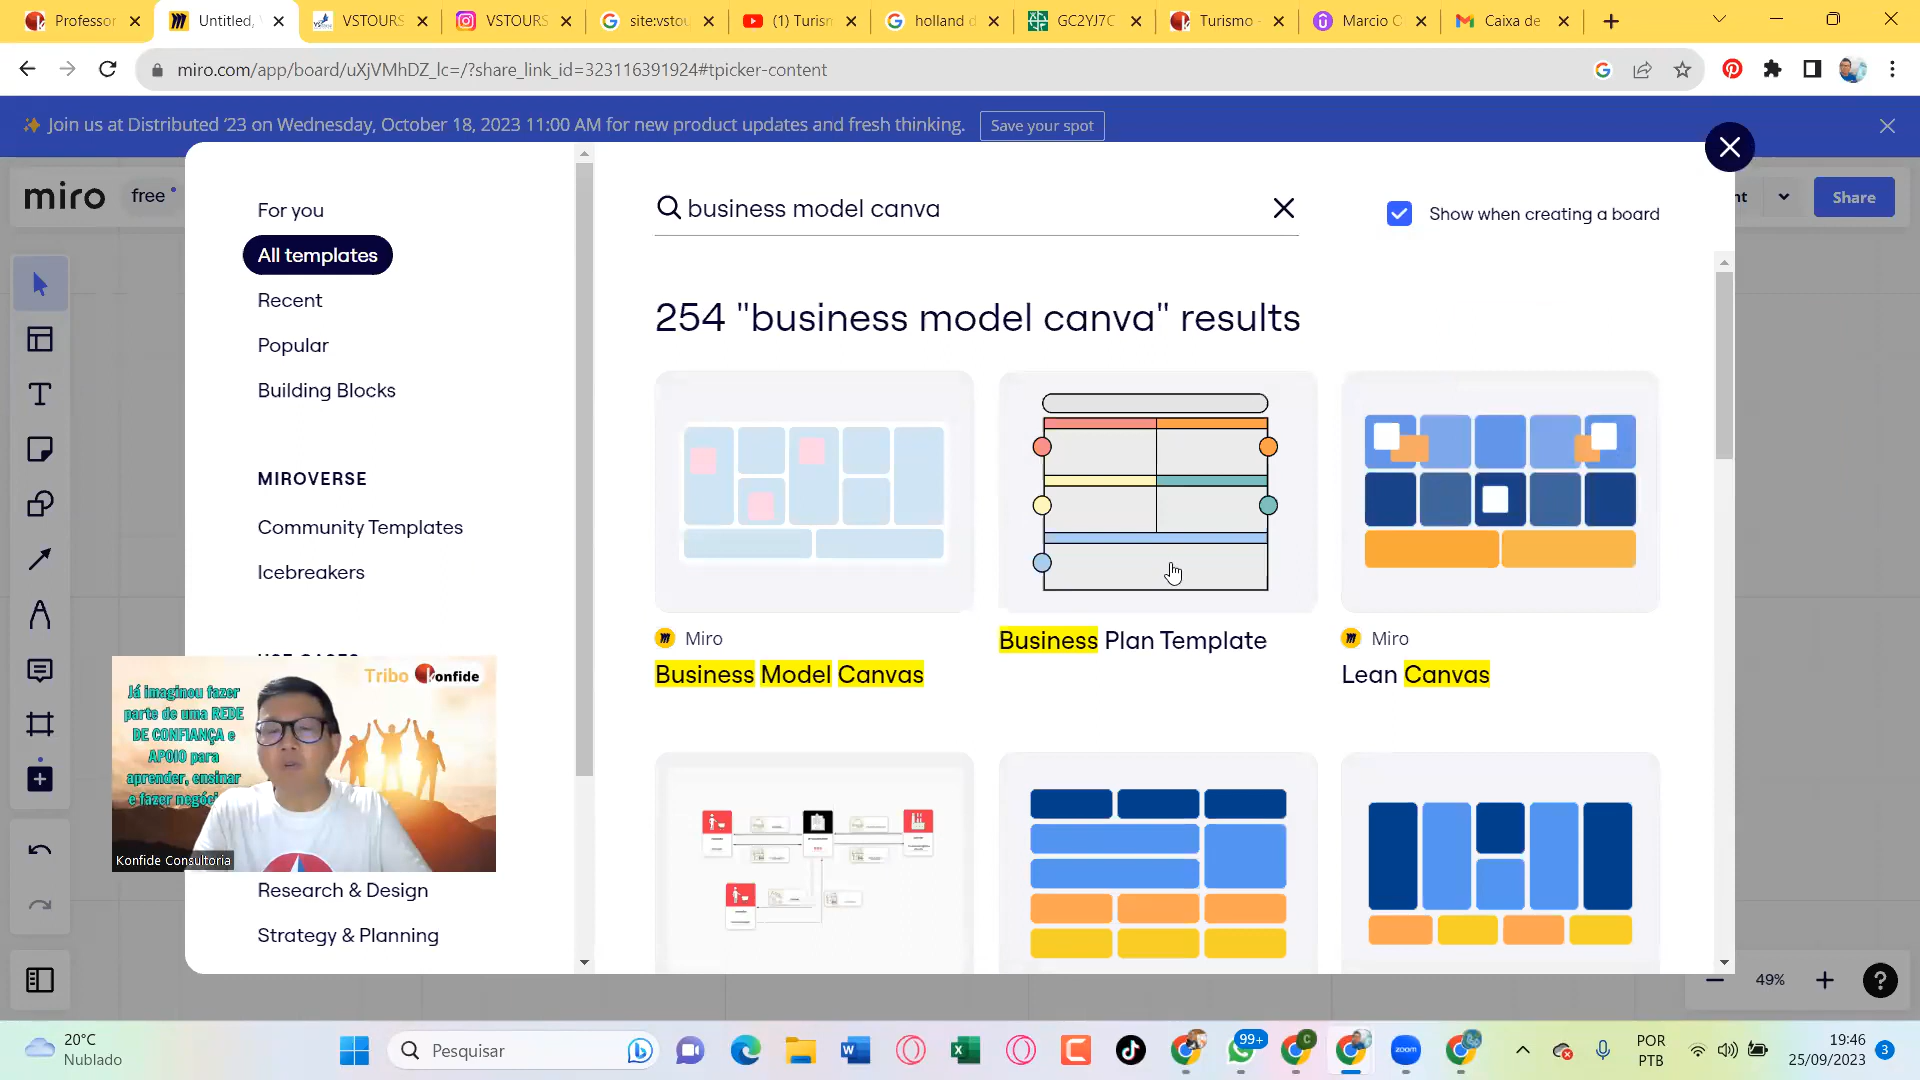 Professor
Untitled,
VSTOURS
VSTOURS
site:vstou
(1) Turism
holland d
GC2YJ7C
Turismo -
Marcio O
Caixa de
miro.com/app/board/uXjVMhDZ_lc=/?share_link_id=323116391924#tpicker-content
Join us at Distributed ‘23 on Wednesday, October 18, 2023 11:00 AM for new product updates and fresh thinking.
Save your spot
miro
free
nt
Share
For you
All templates
Recent
Popular
Building Blocks
MIROVERSE
Community Templates
Icebreakers
Research & Design
Strategy & Planning
business model canva
Show when creating a board
254 "business model canva" results
Miro
Business Model Canvas
Business Plan Template
Miro
Lean Canvas
Tribo Konfide
Já imaginou fazer
parte de uma REDE
DE CONFIANÇA e
APOIO para
aprender, ensinar
e fazer negóci
Konfide Consultoria
49%
20°C
Nublado
Pesquisar
zoom
99+
POR
PTB
19:46
25/09/2023
3